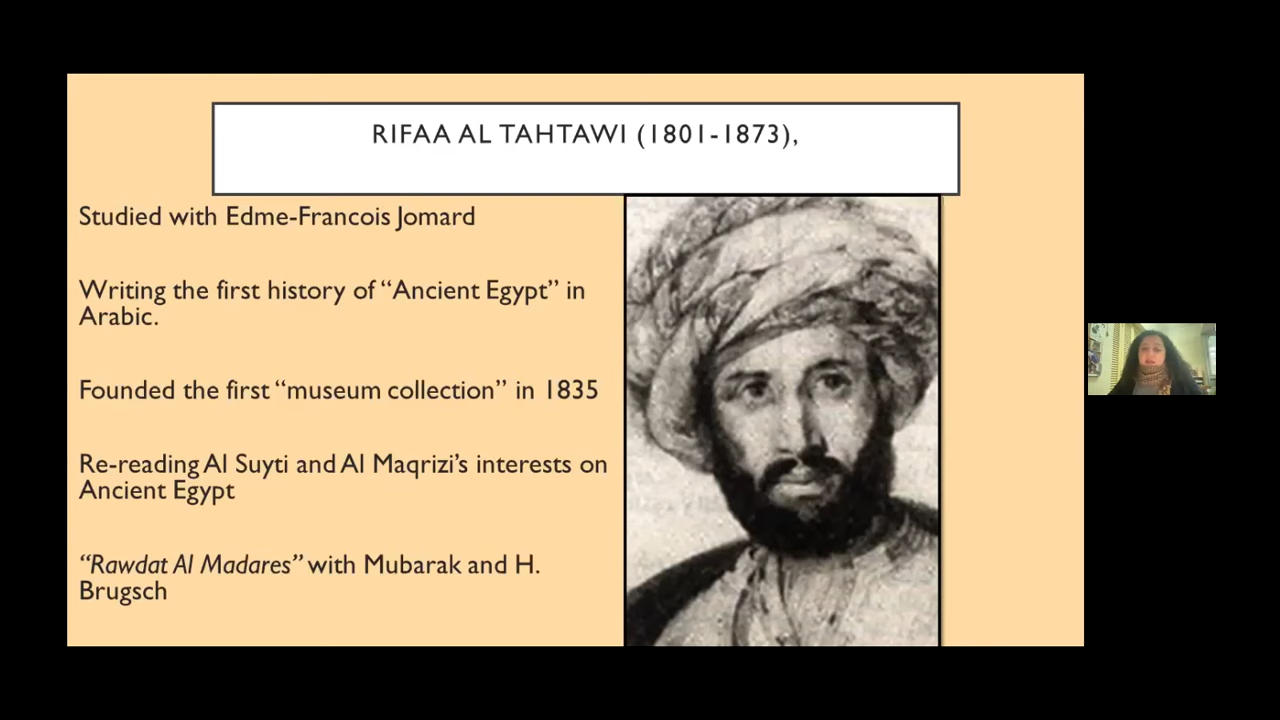 RIFAA AL TAHTAWI (1801-1873),
Studied with Edme-Francois Jomard
Writing the first history of “Ancient Egypt” in
Arabic.
Founded the first “museum collection” in 1835
Re-reading Al Suyti and Al Maqrizi’s interests on
Ancient Egypt
“Rawdat Al Madares” with Mubarak and H.
Brugsch